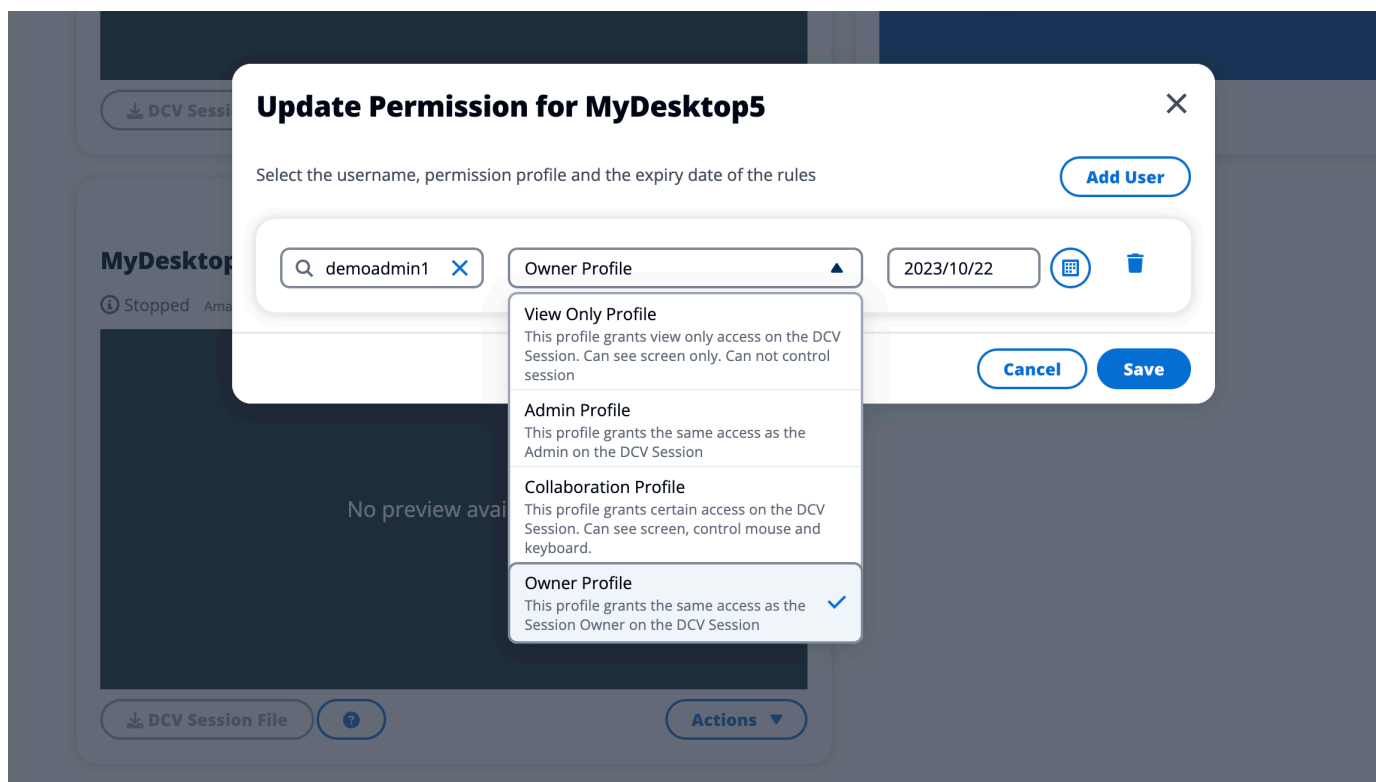 DCV Sessi
Update Permission for MyDesktop5
Select the username, permission profile and the expiry date of the rules
Add User
MyDesktop
demoadmin1
Owner Profile
2023/10/22
Stopped Ama
View Only Profile
This profile grants view only access on the DCV
Session. Can see screen only. Can not control
session
Cancel
Save
Admin Profile
This profile grants the same access as the
Admin on the DCV Session
Collaboration Profile
This profile grants certain access on the DCV
Session. Can see screen, control mouse and
keyboard.
No preview avai
Owner Profile
This profile grants the same access as the
Session Owner on the DCV Session
DCV Session File
?
Actions